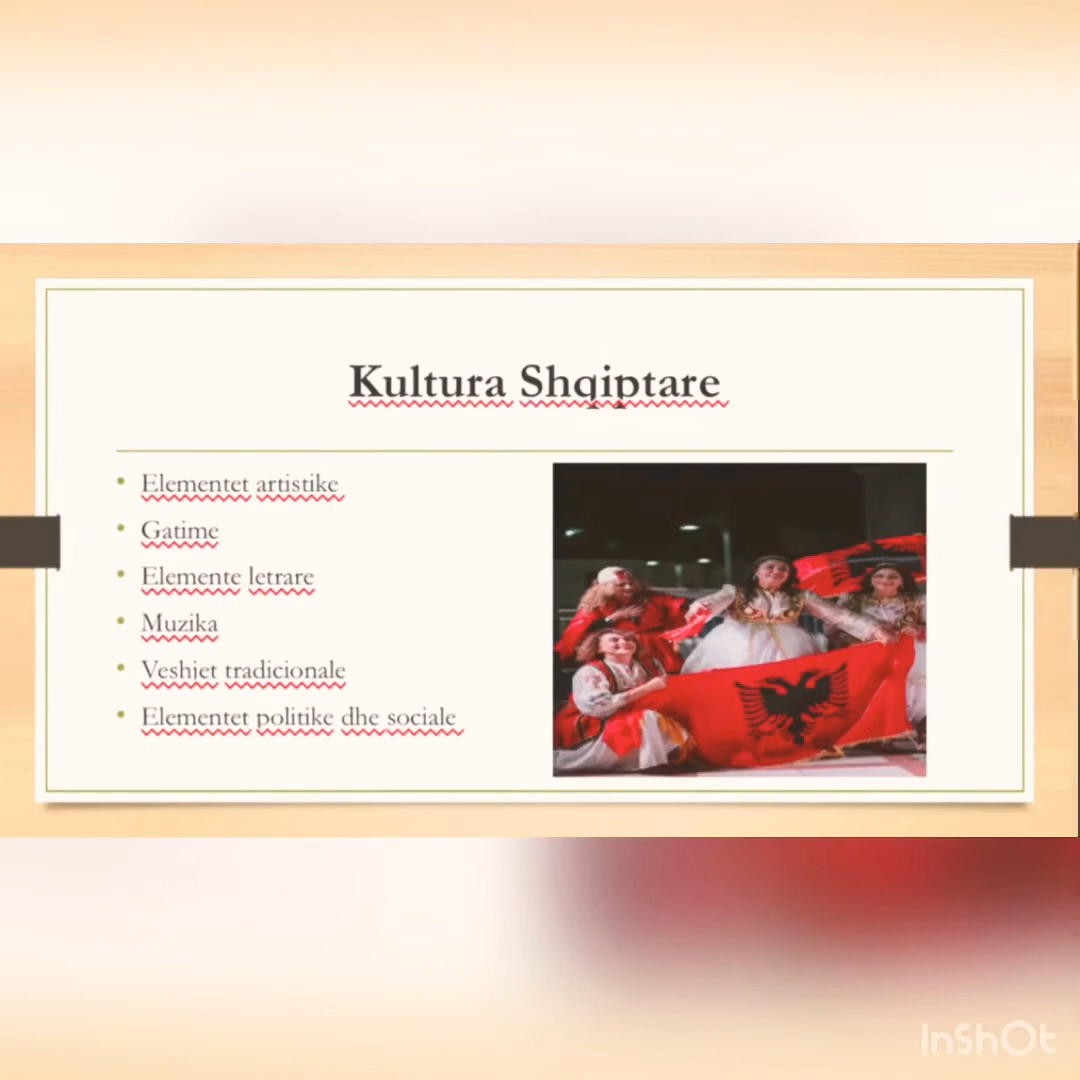 Kultura Shqiptare
• Elementet artistike
• Gatime
• Elemente letrare
• Muzika
• Veshjet tradicionale
• Elementet politike dhe sociale
InShOt